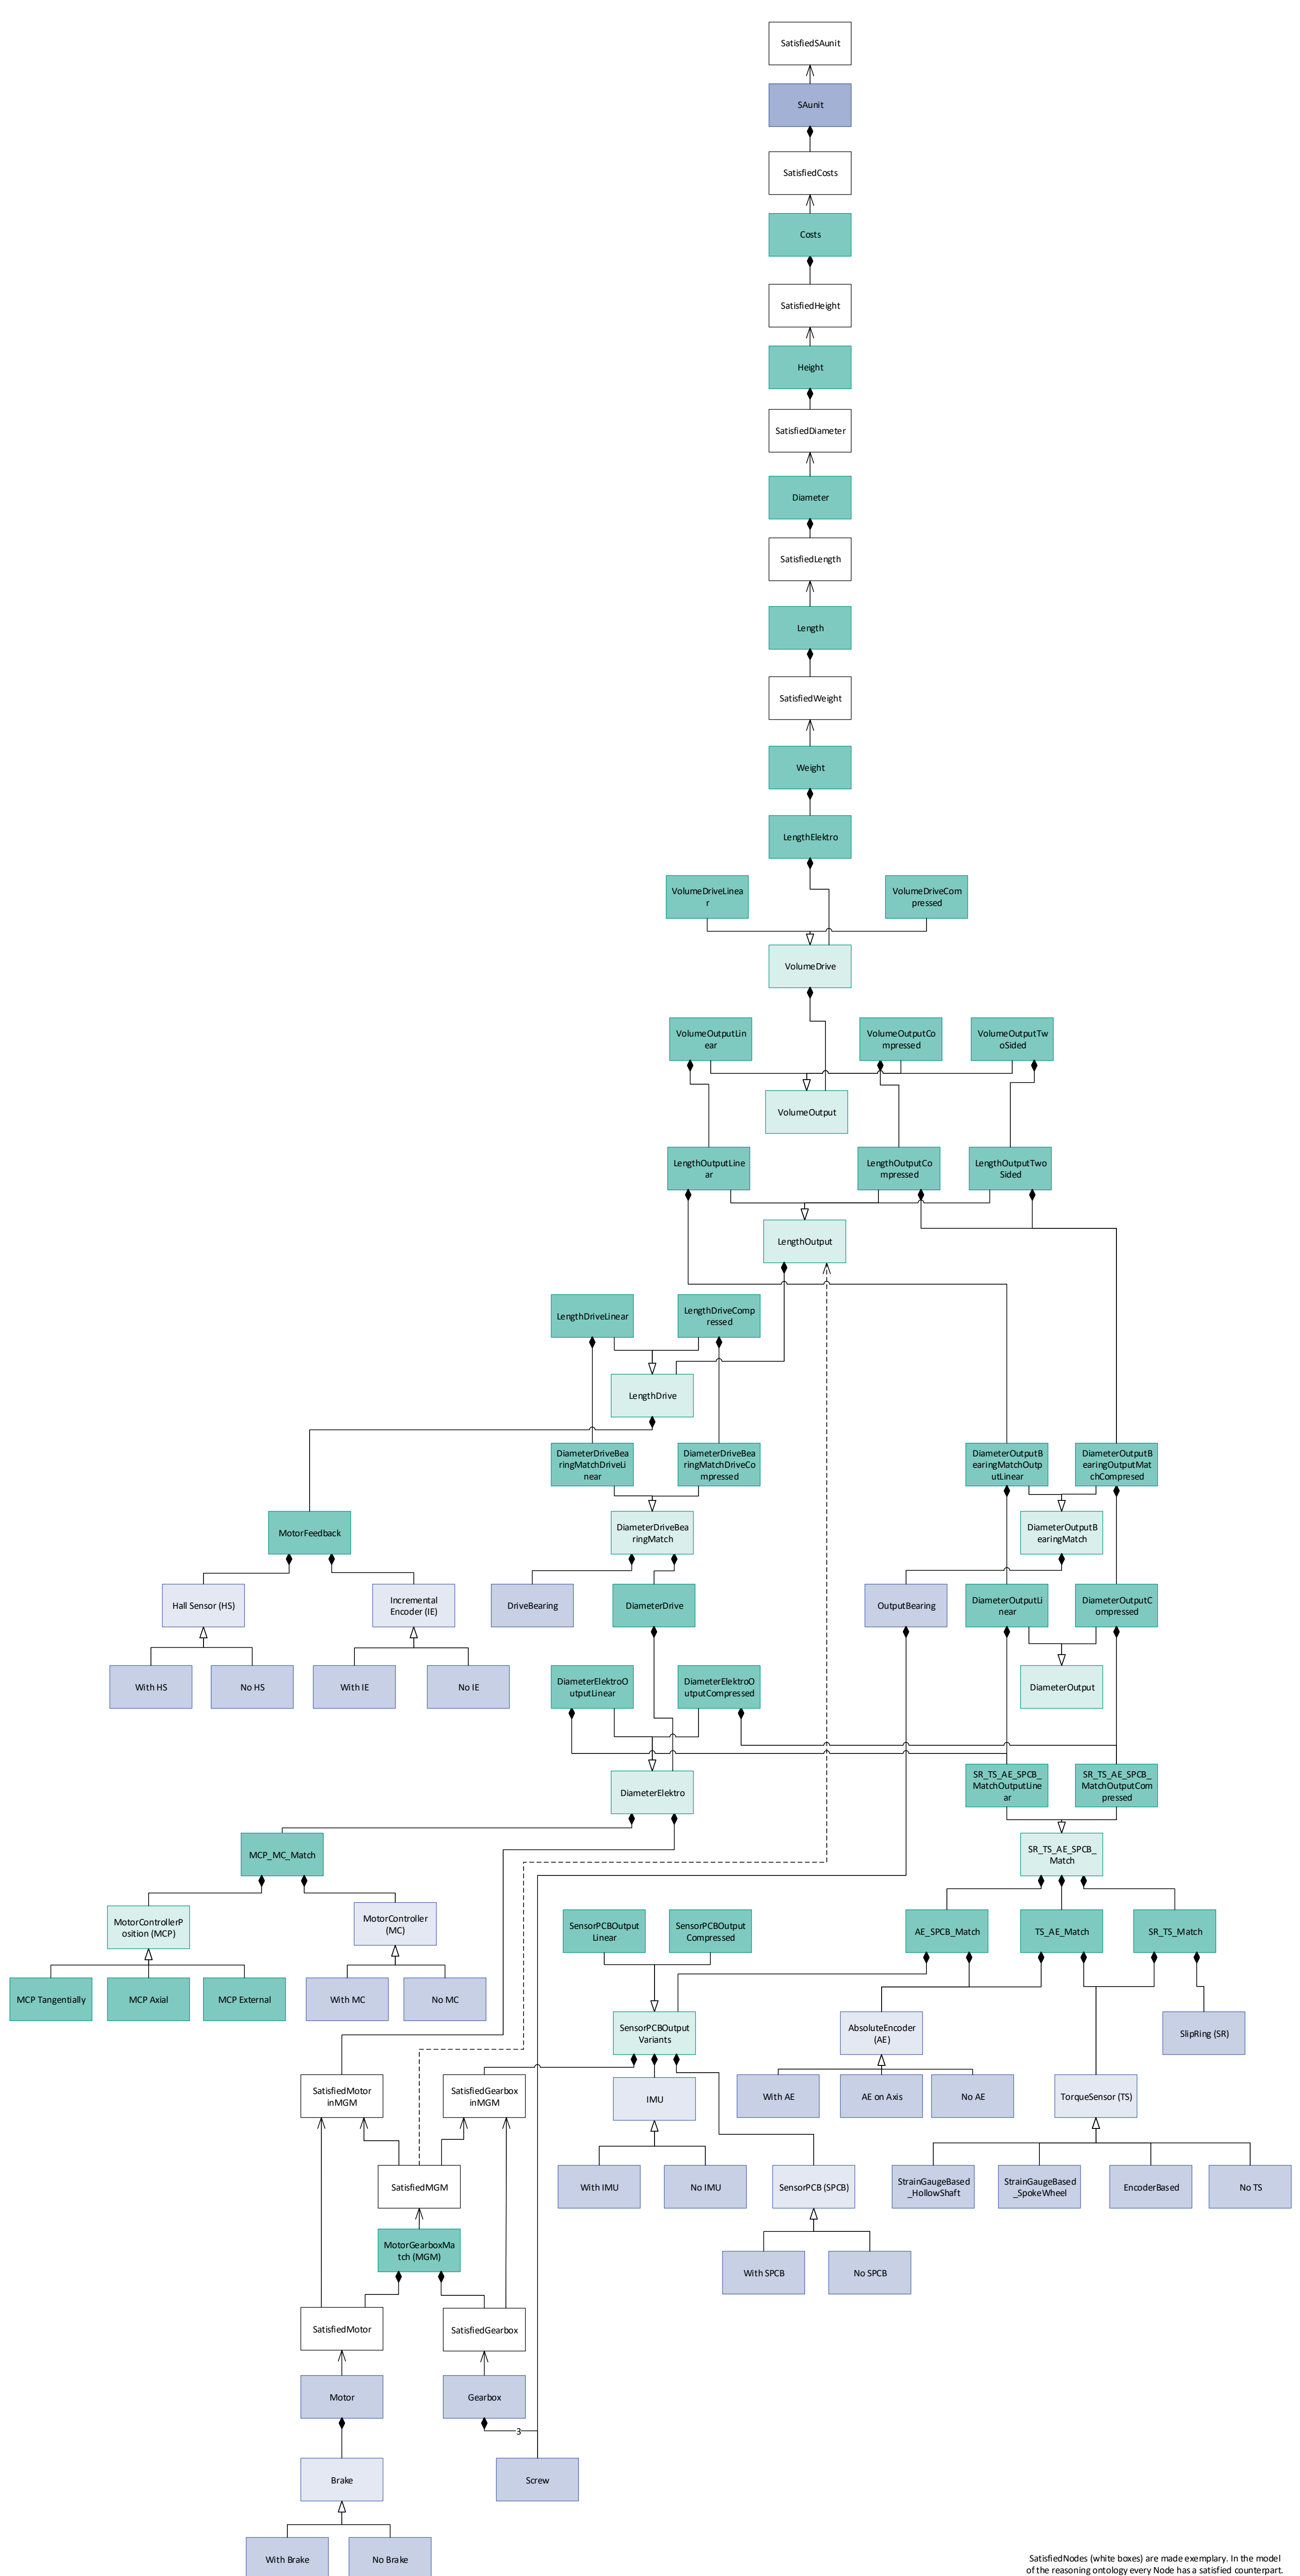 SatisfiedSAunit
SAunit
SatisfiedCosts
Costs
SatisfiedHeight
Height
SatisfiedDiameter
Diameter
SatisfiedLength
Length
SatisfiedWeight
Weight
LengthElektro
VolumeDriveLinea
r
VolumeDriveCom
pressed
VolumeDrive
VolumeOutputLin
ear
VolumeOutputCo
mpressed
VolumeOutputTw
oSided
VolumeOutput
LengthOutputLine
ar
LengthOutputCo
mpressed
LengthOutputTwo
Sided
LengthOutput
LengthDriveLinear
LengthDriveComp
ressed
LengthDrive
DiameterDriveBea
ringMatchDriveLi
near
DiameterDriveBea
ringMatchDriveCo
mpressed
DiameterOutputB
earingMatchOutp
utLinear
DiameterOutputB
earingOutputMat
chCompresed
MotorFeedback
DiameterDriveBea
ringMatch
DiameterOutputB
earingMatch
Hall Sensor (HS)
Incremental
Encoder (IE)
DriveBearing
DiameterDrive
OutputBearing
DiameterOutputLi
near
DiameterOutputC
ompressed
With HS
No HS
With IE
No IE
DiameterElektroO
utputLinear
DiameterElektroO
utputCompressed
DiameterOutput
DiameterElektro
SR_TS_AE_SPCB_
MatchOutputLine
ar
SR_TS_AE_SPCB_
MatchOutputCom
pressed
MCP_MC_Match
SR_TS_AE_SPCB_
Match
MotorControllerP
osition (MCP)
MotorController
(MC)
SensorPCBOutput
Linear
SensorPCBOutput
Compressed
AE_SPCB_Match
TS_AE_Match
SR_TS_Match
MCP Tangentially
MCP Axial
MCP External
With MC
No MC
SensorPCBOutput
Variants
AbsoluteEncoder
(AE)
SlipRing (SR)
SatisfiedMotor
inMGM
SatisfiedGearbox
inMGM
IMU
With AE
AE on Axis
No AE
TorqueSensor (TS)
SatisfiedMGM
With IMU
No IMU
SensorPCB (SPCB)
StrainGaugeBased
_HollowShaft
StrainGaugeBased
_SpokeWheel
EncoderBased
No TS
MotorGearboxMa
tch (MGM)
With SPCB
No SPCB
SatisfiedMotor
SatisfiedGearbox
Motor
Gearbox
3
Brake
Screw
With Brake
No Brake
SatisfiedNodes (white boxes) are made exemplary. In the model
of the reasoning ontology every Node has a satisfied counterpart.